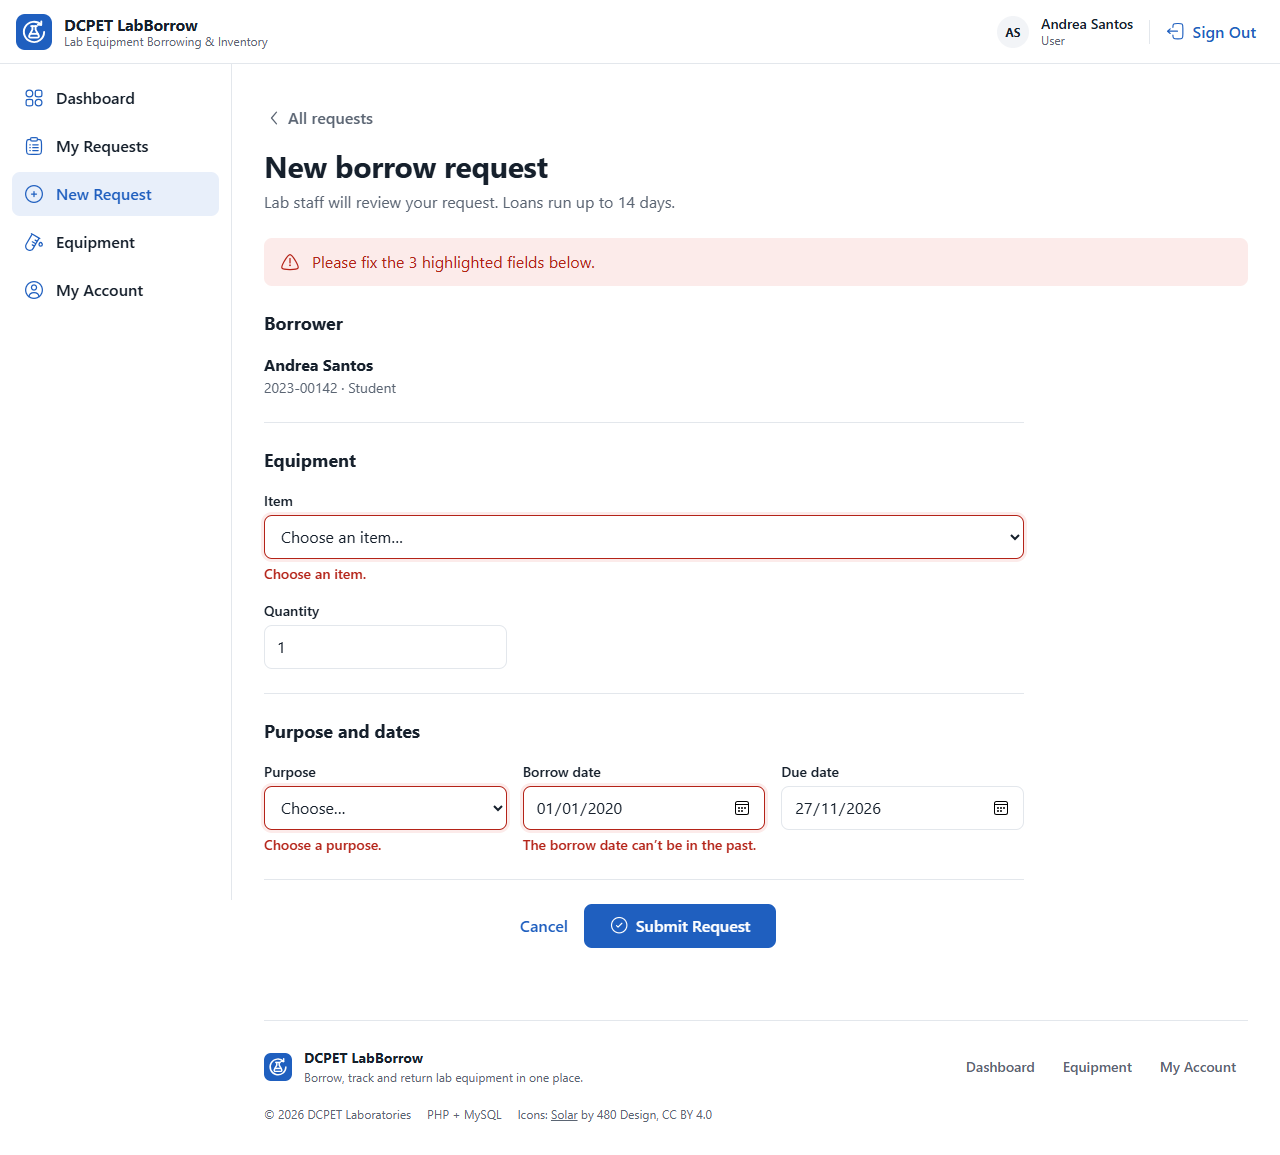 DCPET LabBorrow
Lab Equipment Borrowing & Inventory
AS
Andrea Santos
User
Sign Out
Dashboard
My Requests
New Request
Equipment
My Account
All requests
New borrow request
Lab staff will review your request. Loans run up to 14 days.
Please fix the 3 highlighted fields below.
Borrower
Andrea Santos
2023-00142 · Student
Equipment
Item
Choose an item...
Choose an item.
Quantity
1
Purpose and dates
Purpose
Borrow date
Due date
Choose...
01/01/2020
27/11/2026
Choose a purpose.
The borrow date can’t be in the past.
Cancel
Submit Request
DCPET LabBorrow
Borrow, track and return lab equipment in one place.
Dashboard
Equipment
My Account
© 2026 DCPET Laboratories
PHP + MySQL
Icons: Solar by 480 Design, CC BY 4.0